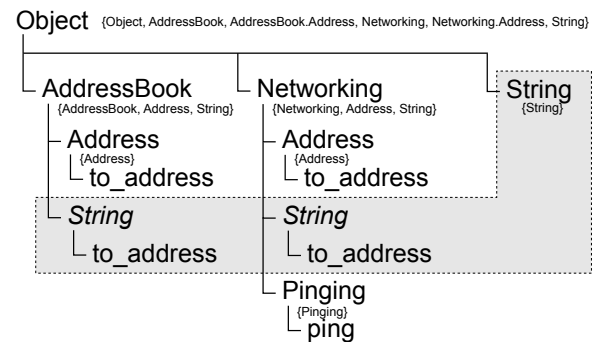 Object {Object, AddressBook, AddressBook.Address, Networking, Networking.Address, String}
AddressBook Networking String
{AddressBook, Address, String} {Networking, Address, String} {String}
Address Address
{Address} {Address}
to_address to_address
String String
to_address to_address
Pinging
{Pinging}
ping